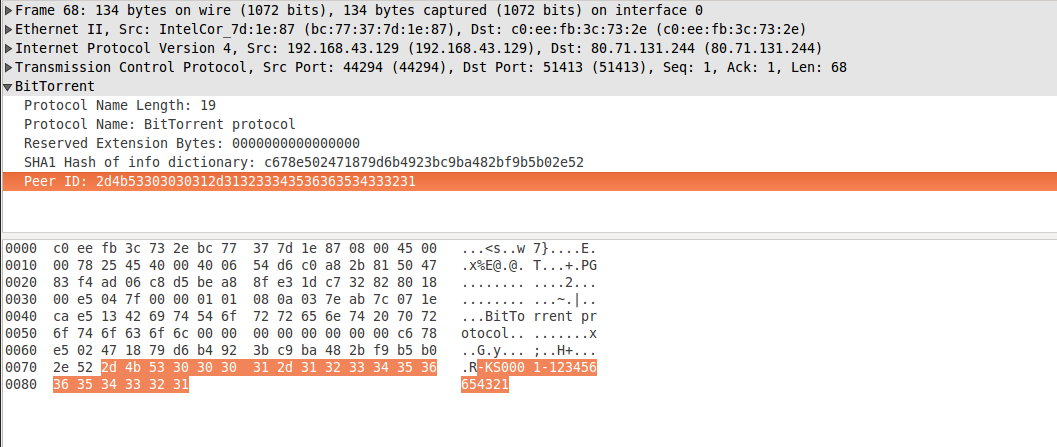 Frame 68: 134 bytes on wire (1072 bits), 134 bytes captured (1072 bits) on interface 0
Ethernet II, Src: IntelCor_7d:1e:87 (bc:77:37:7d:1e:87), Dst: c0:ee:fb:3c:73:2e (c0:ee:fb:3c:73:2e)
Internet Protocol Version 4, Src: 192.168.43.129 (192.168.43.129), Dst: 80.71.131.244 (80.71.131.244)
Transmission Control Protocol, Src Port: 44294 (44294), Dst Port: 51413 (51413), Seq: 1, Ack: 1, Len: 68
BitTorrent
Protocol Name Length: 19
Protocol Name: BitTorrent protocol
Reserved Extension Bytes: 0000000000000000
SHA1 Hash of info dictionary: c678e502471879d6b4923bc9ba482bf9b5b02e52
Peer ID: 2d4b53303030312d313233343536363534333231
0000 c0 ee fb 3c 73 2e bc 77 37 7d 1e 87 08 00 45 00 ...<s..w 7}....E.
0010 00 78 25 45 40 00 40 06 54 d6 c0 a8 2b 81 50 47 .x%E@.@. T...+.PG
0020 83 f4 ad 06 c8 d5 be a8 8f e3 1d c7 32 82 80 18 ........ ....2...
0030 00 e5 04 7f 00 00 01 01 08 0a 03 7e ab 7c 07 1e ........ ...~.|..
0040 ca e5 13 42 69 74 54 6f 72 72 65 6e 74 20 70 72 ...BitTo rrent pr
0050 6f 74 6f 63 6f 6c 00 00 00 00 00 00 00 00 c6 78 otocol.. .......x
0060 e5 02 47 18 79 d6 b4 92 3b c9 ba 48 2b f9 b5 b0 ..G.y... ;..H+...
0070 2e 52 2d 4b 53 30 30 30 31 2d 31 32 33 34 35 36 .R-KS000 1-123456
0080 36 35 34 33 32 31 654321